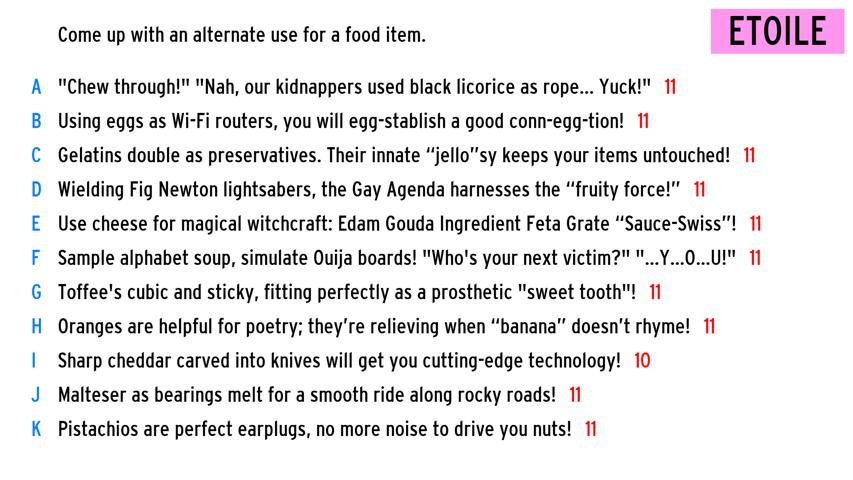 Come up with an alternate use for a food item.
ETOILE
A "Chew through!" "Nah, our kidnappers used black licorice as rope... Yuck!" 11
B Using eggs as Wi-Fi routers, you will egg-stablish a good conn-egg-tion! 11
C Gelatins double as preservatives. Their innate “jello”sy keeps your items untouched! 11
D Wielding Fig Newton lightsabers, the Gay Agenda harnesses the “fruity force!” 11
E Use cheese for magical witchcraft: Edam Gouda Ingredient Feta Grate “Sauce-Swiss”! 11
F Sample alphabet soup, simulate Ouija boards! "Who's your next victim?" "...Y...O...U!" 11
G Toffee's cubic and sticky, fitting perfectly as a prosthetic "sweet tooth"! 11
H Oranges are helpful for poetry; they’re relieving when “banana” doesn’t rhyme! 11
I Sharp cheddar carved into knives will get you cutting-edge technology! 10
J Malteser as bearings melt for a smooth ride along rocky roads! 11
K Pistachios are perfect earplugs, no more noise to drive you nuts! 11